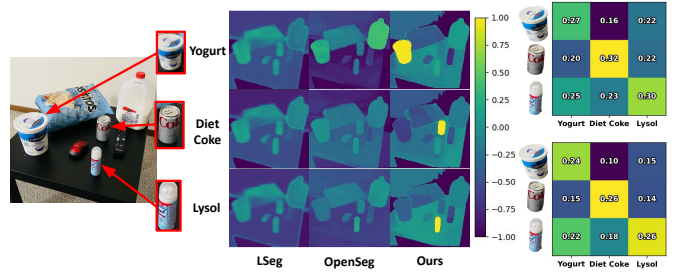 Yogurt
Diet
Coke
Lysol
LSeg
OpenSeg
Ours
1.00
0.75
0.50
0.25
0.00
−0.25
−0.50
−0.75
−1.00
0.27 0.16 0.22
0.20 0.32 0.22
0.25 0.23 0.30
Yogurt Diet Coke Lysol
0.24 0.10 0.15
0.15 0.26 0.14
0.22 0.18 0.26
Yogurt Diet Coke Lysol